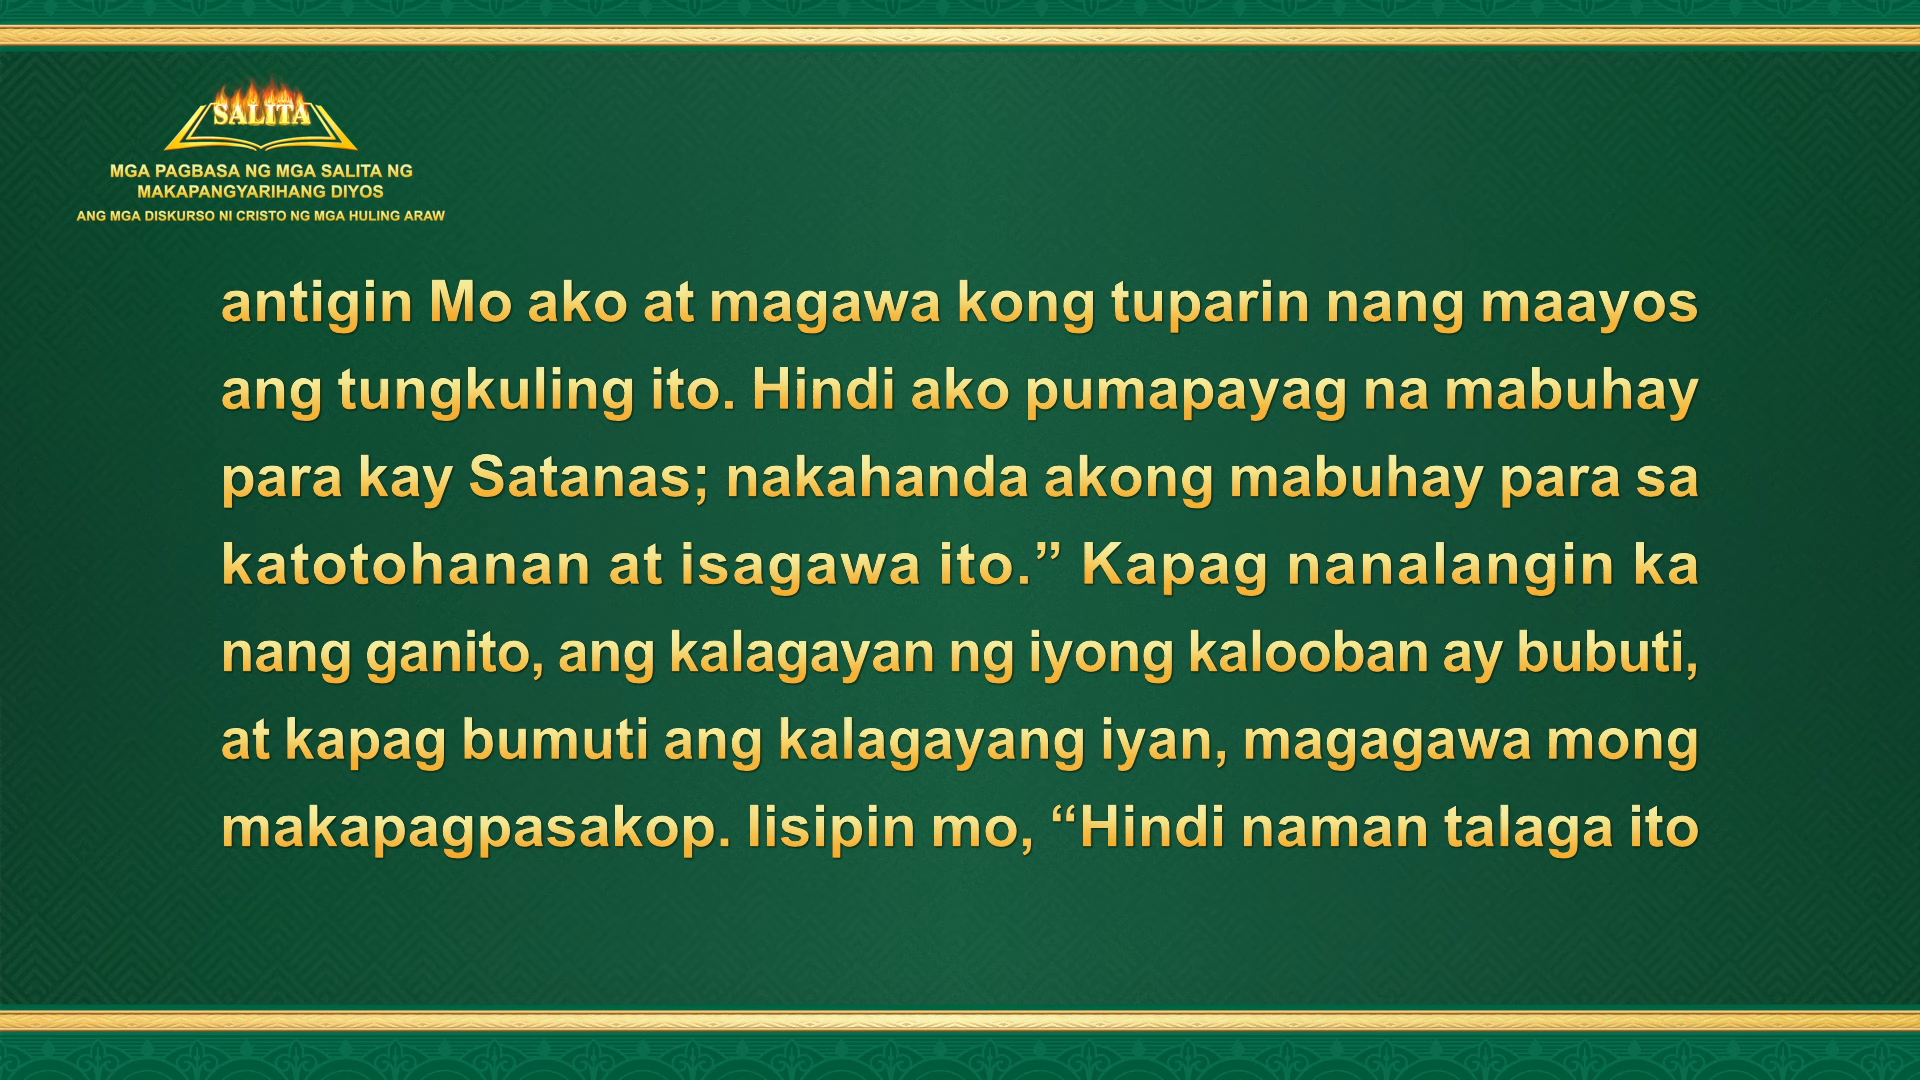 SALITA
MGA PAGBASA NG MGA SALITA NG
MAKAPANGYARIHANG DIYOS
ANG MGA DISKURSO NI CRISTO NG MGA HULING ARAW
antigin Mo ako at magawa kong tuparin nang maayos
ang tungkuling ito. Hindi ako pumapayag na mabuhay
para kay Satanas; nakahanda akong mabuhay para sa
katotohanan at isagawa ito.” Kapag nanalangin ka
nang ganito, ang kalagayan ng iyong kalooban ay bubuti,
at kapag bumuti ang kalagayang iyan, magagawa mong
makapagpasakop. Iisipin mo, “Hindi naman talaga ito